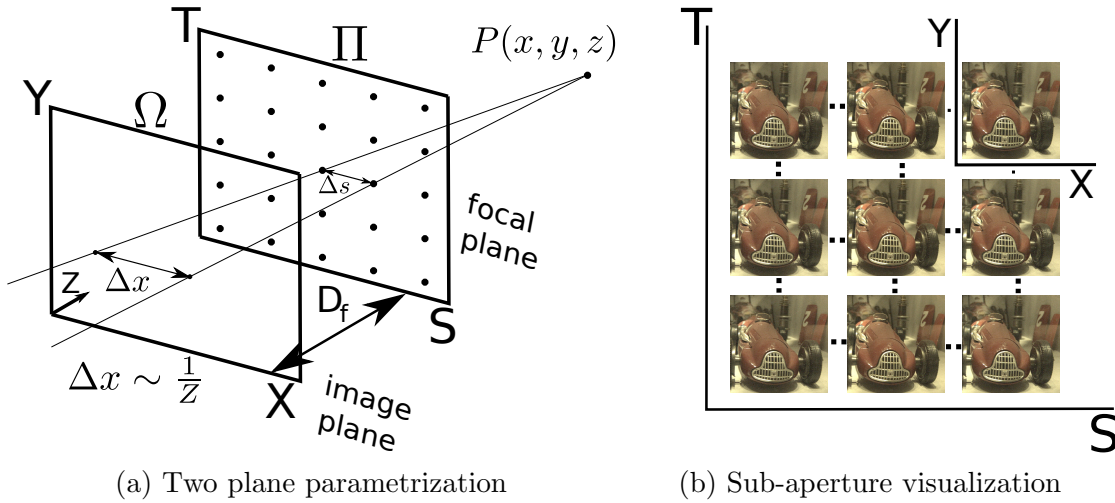 T
Π
P(x, y, z)
Y
Ω
Δs
focal
plane
Δx
Z
D_f
S
Δx ∼ 1/Z
X
image
plane
(a) Two plane parametrization
T
Y
X
S
(b) Sub-aperture visualization